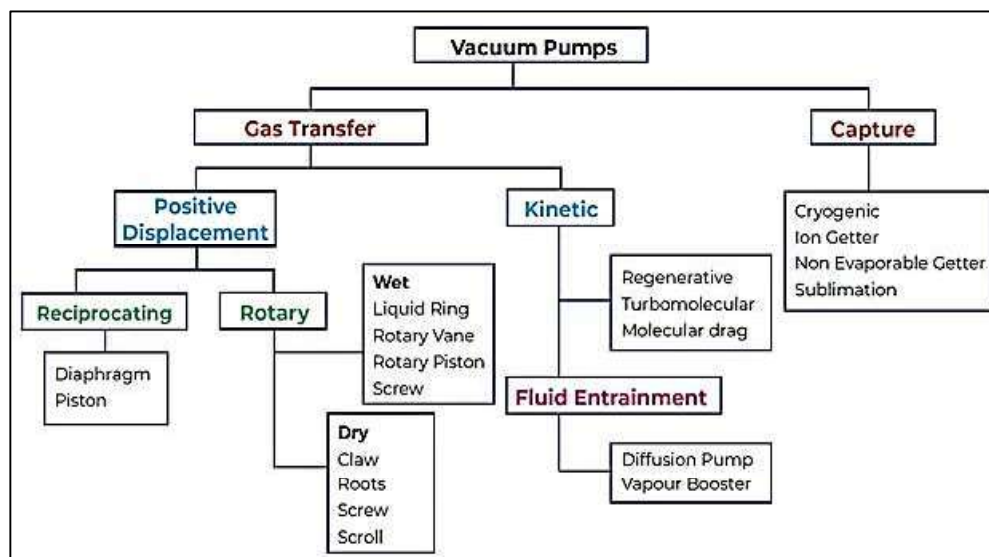 Vacuum Pumps
Gas Transfer
Capture
Positive
Displacement
Kinetic
Cryogenic
Ion Getter
Non Evaporable Getter
Sublimation
Reciprocating
Rotary
Wet
Liquid Ring
Rotary Vane
Rotary Piston
Screw
Regenerative
Turbomolecular
Molecular drag
Diaphragm
Piston
Fluid Entrainment
Dry
Claw
Roots
Screw
Scroll
Diffusion Pump
Vapour Booster